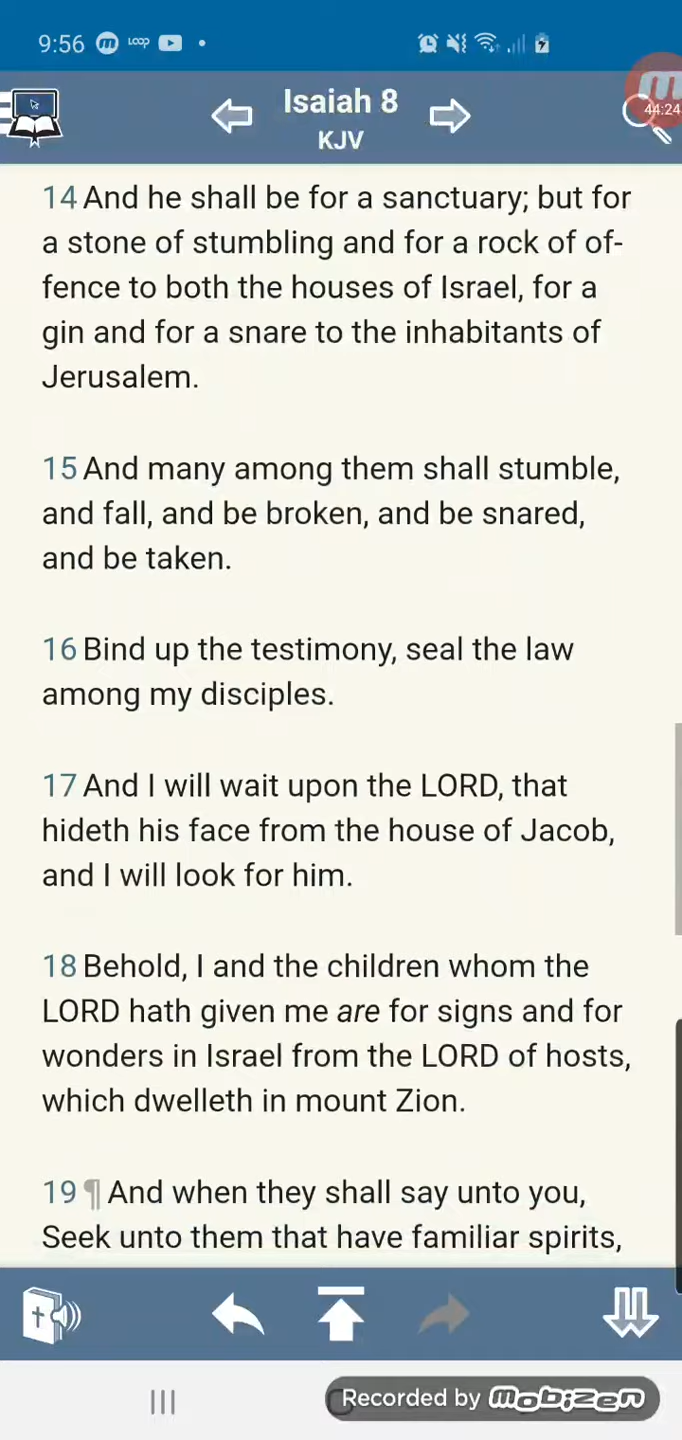 9:56 m LOOP
Isaiah 8
KJV
44:24
14 And he shall be for a sanctuary; but for
a stone of stumbling and for a rock of of-
fence to both the houses of Israel, for a
gin and for a snare to the inhabitants of
Jerusalem.
15 And many among them shall stumble,
and fall, and be broken, and be snared,
and be taken.
16 Bind up the testimony, seal the law
among my disciples.
17 And I will wait upon the LORD, that
hideth his face from the house of Jacob,
and I will look for him.
18 Behold, I and the children whom the
LORD hath given me are for signs and for
wonders in Israel from the LORD of hosts,
which dwelleth in mount Zion.
19 ¶ And when they shall say unto you,
Seek unto them that have familiar spirits,
Recorded by mobizen